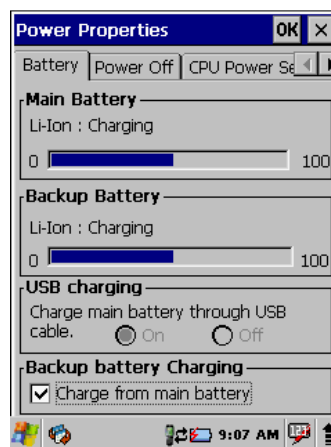 Power Properties OK ×
Battery Power Off CPU Power Se
Main Battery
Li-Ion : Charging
0 100
Backup Battery
Li-Ion : Charging
0 100
USB charging
Charge main battery through USB
cable. On Off
Backup battery Charging
Charge from main battery
9:07 AM